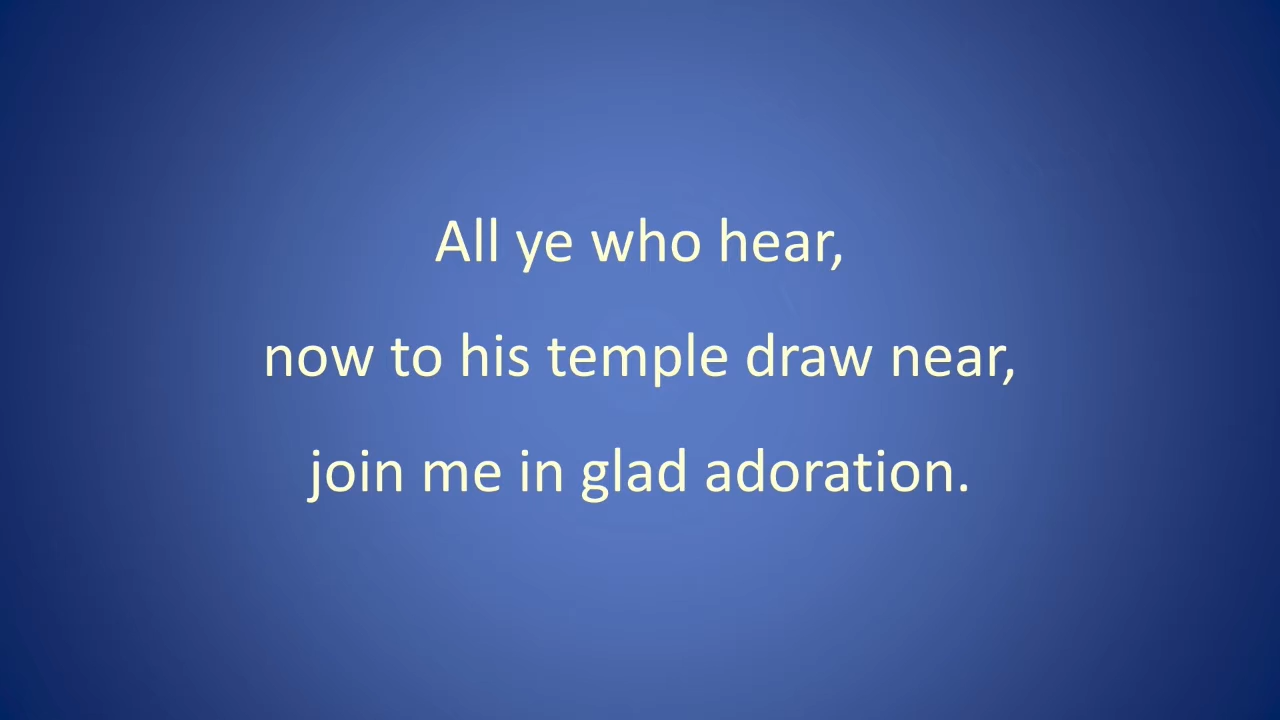 All ye who hear,
now to his temple draw near,
join me in glad adoration.